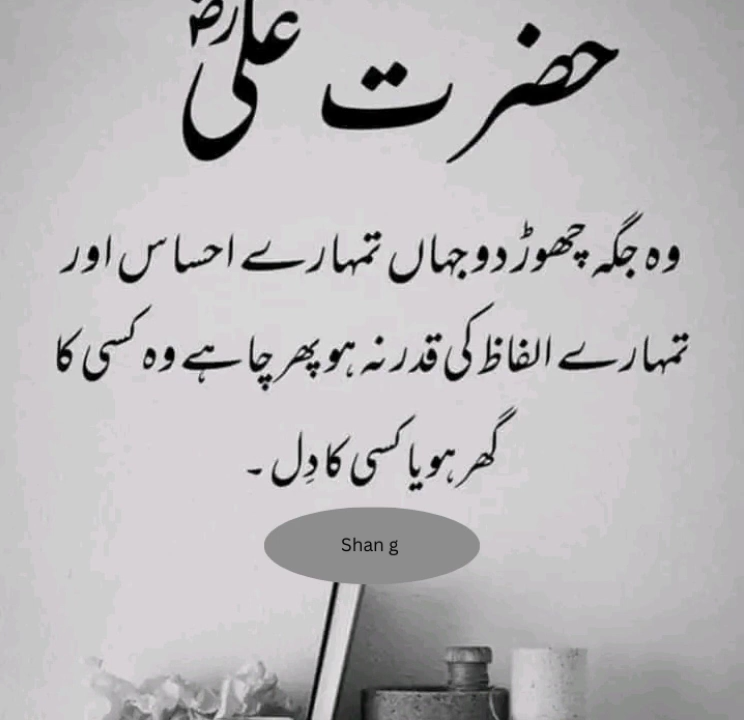 حضرت علیؓ
وہ جگہ چھوڑ دو جہاں تمہارے احساس اور
تمہارے الفاظ کی قدر نہ ہو پھر چاہے وہ کسی کا
گھر ہو یا کسی کا دِل ۔
Shan g